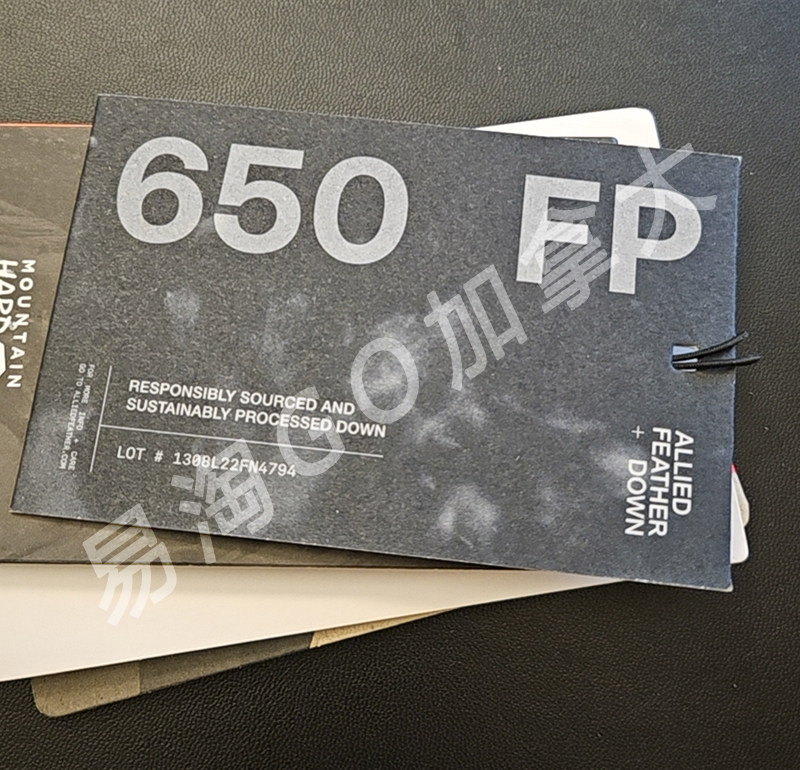 650 FP
RESPONSIBLY SOURCED AND
SUSTAINABLY PROCESSED DOWN
LOT # 1308L22FN4794
FOR MORE INFO + CARE
GO TO ALLIEDFEATHER.COM
ALLIED
FEATHER
+ DOWN
MOUNTAIN
HARD
易淘GO加拿大